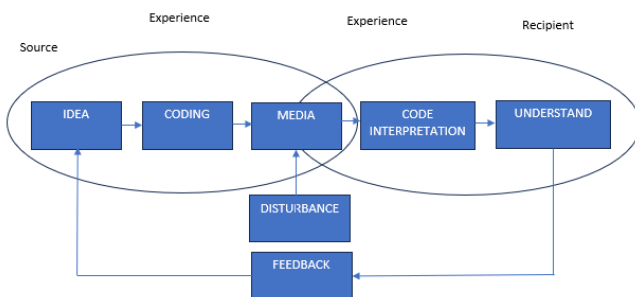 Experience
Experience
Recipient
Source
IDEA
CODING
MEDIA
CODE
INTERPRETATION
UNDERSTAND
DISTURBANCE
FEEDBACK